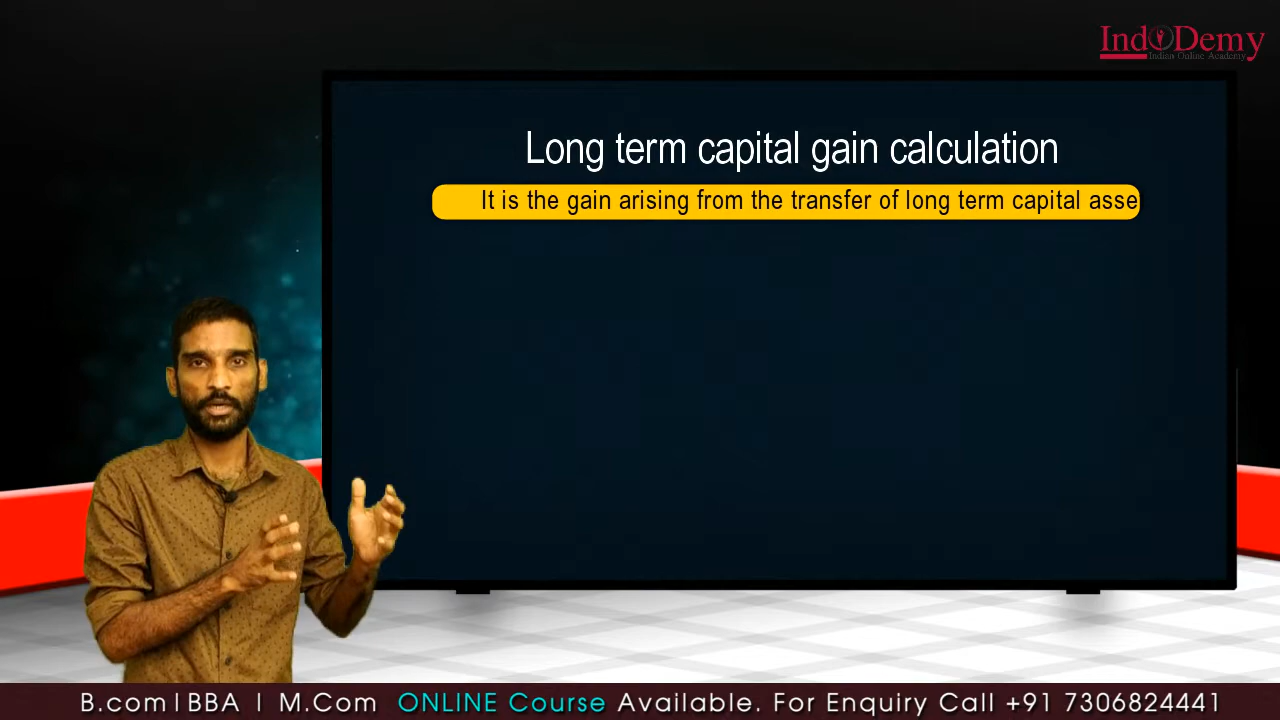 IndoDemy
Indian Online Academy
Long term capital gain calculation
It is the gain arising from the transfer of long term capital asse
B.com|BBA | M.Com ONLINE Course Available. For Enquiry Call +91 7306824441